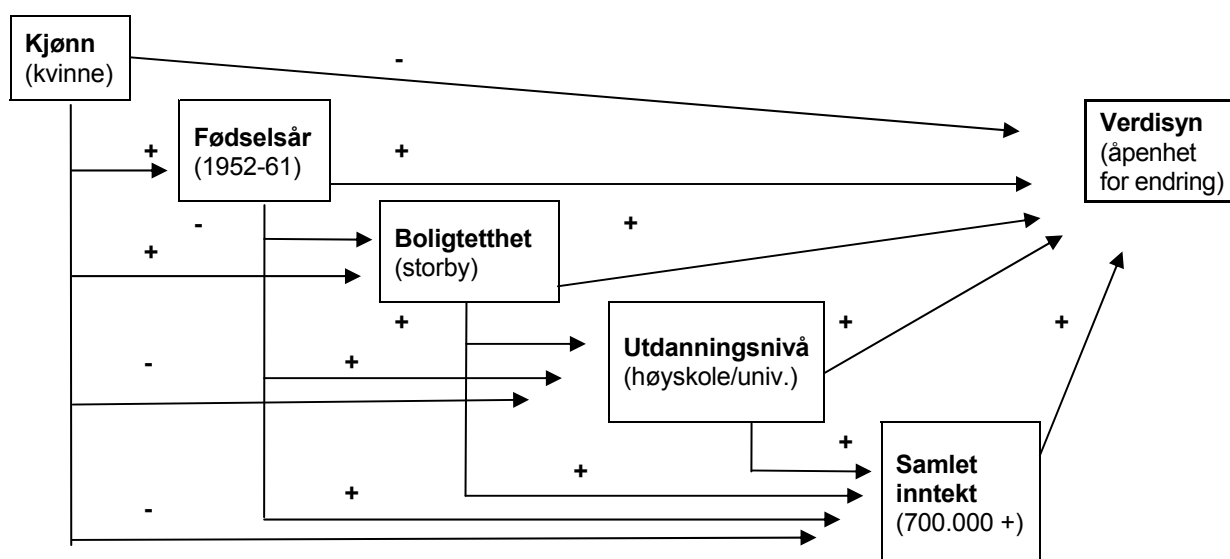 Kjønn
(kvinne)
-
Fødselsår
(1952-61)
+
+
Verdisyn
(åpenhet
for endring)
-
+
Boligtetthet
(storby)
+
+
Utdanningsnivå
(høyskole/univ.)
+
+
-
+
+
Samlet
inntekt
(700.000 +)
+
+
-